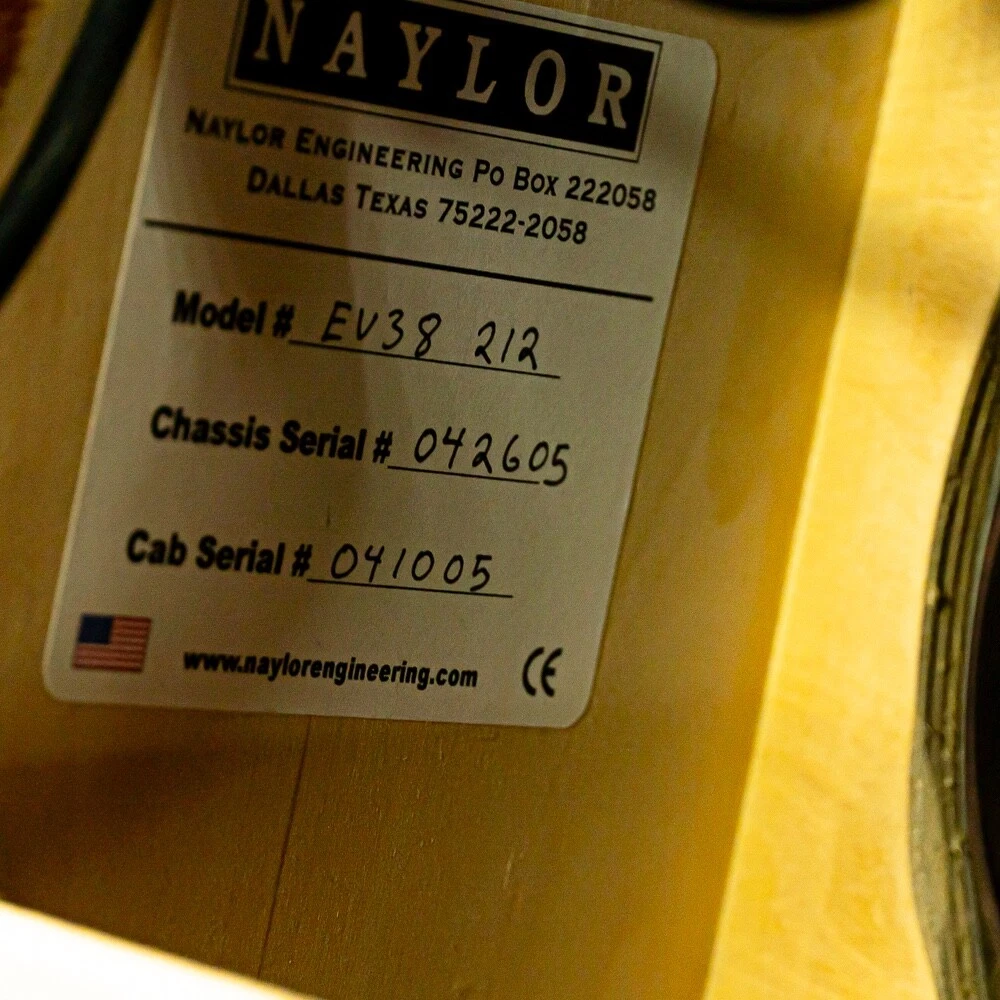 NAYLOR
NAYLOR ENGINEERING PO BOX 222058
DALLAS TEXAS 75222-2058
Model # EV38 212
Chassis Serial # 042605
Cab Serial # 041005
www.naylorengineering.com CE